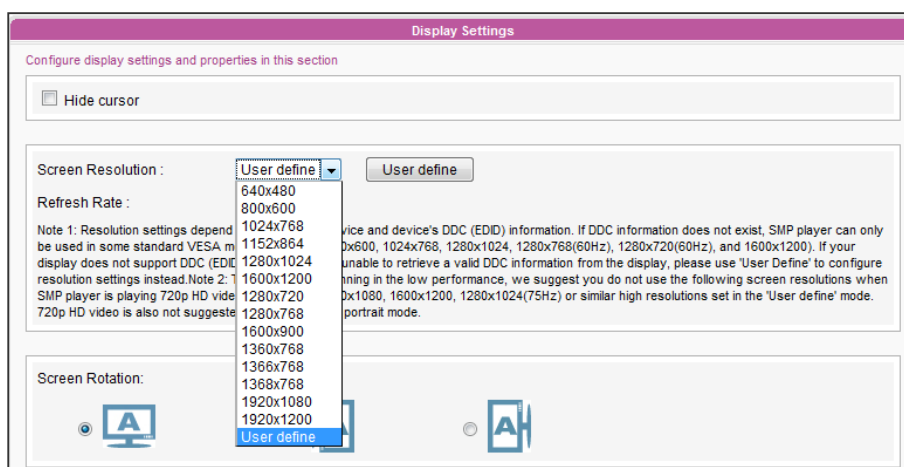 Display Settings
Configure display settings and properties in this section
Hide cursor
Screen Resolution :
User define
User define
640x480
800x600
1024x768
1152x864
1280x1024
1600x1200
1280x720
1280x768
1600x900
1360x768
1366x768
1368x768
1920x1080
1920x1200
User define
Refresh Rate :
Note 1: Resolution settings depend vice and device's DDC (EDID) information. If DDC information does not exist, SMP player can only
be used in some standard VESA m 0x600, 1024x768, 1280x1024, 1280x768(60Hz), 1280x720(60Hz), and 1600x1200). If your
display does not support DDC (EDI unable to retrieve a valid DDC information from the display, please use 'User Define' to configure
resolution settings instead.Note 2: T nning in the low performance, we suggest you do not use the following screen resolutions when
SMP player is playing 720p HD vide 0x1080, 1600x1200, 1280x1024(75Hz) or similar high resolutions set in the 'User define' mode.
720p HD video is also not suggeste portrait mode.
Screen Rotation:
A
A
A